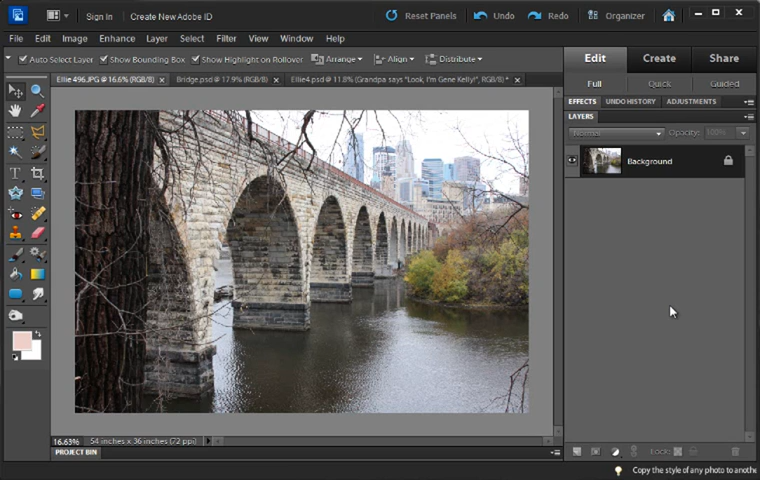 Sign In Create New Adobe ID Reset Panels Undo Redo Organizer
File Edit Image Enhance Layer Select Filter View Window Help
Auto Select Layer Show Bounding Box Show Highlight on Rollover Arrange Align Distribute Edit Create Share
Ellie 496.JPG @ 16.6% (RGB/8) Bridge.psd @ 17.9% (RGB/8) Ellie4.psd @ 11.8% (Grandpa says "Look, I'm Gene Kelly!, RGB/8) * Full Quick Guided
EFFECTS UNDO HISTORY ADJUSTMENTS
LAYERS
Normal Opacity: 100%
Background
T
16.63% 54 inches x 36 inches (72 ppi) Lock:
PROJECT BIN
Copy the style of any photo to anothe